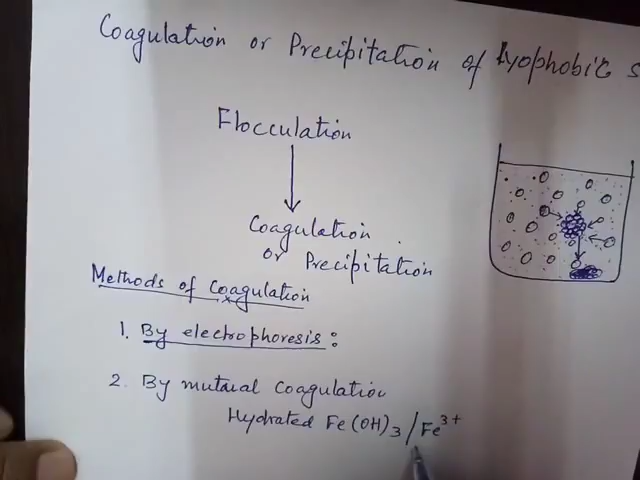 Coagulation or Precipitation of Lyophobic s
Flocculation
Coagulation
or Precipitation
Methods of Coagulation
1. By electrophoresis:
2. By mutual Coagulation
Hydrated Fe(OH)3/Fe3+